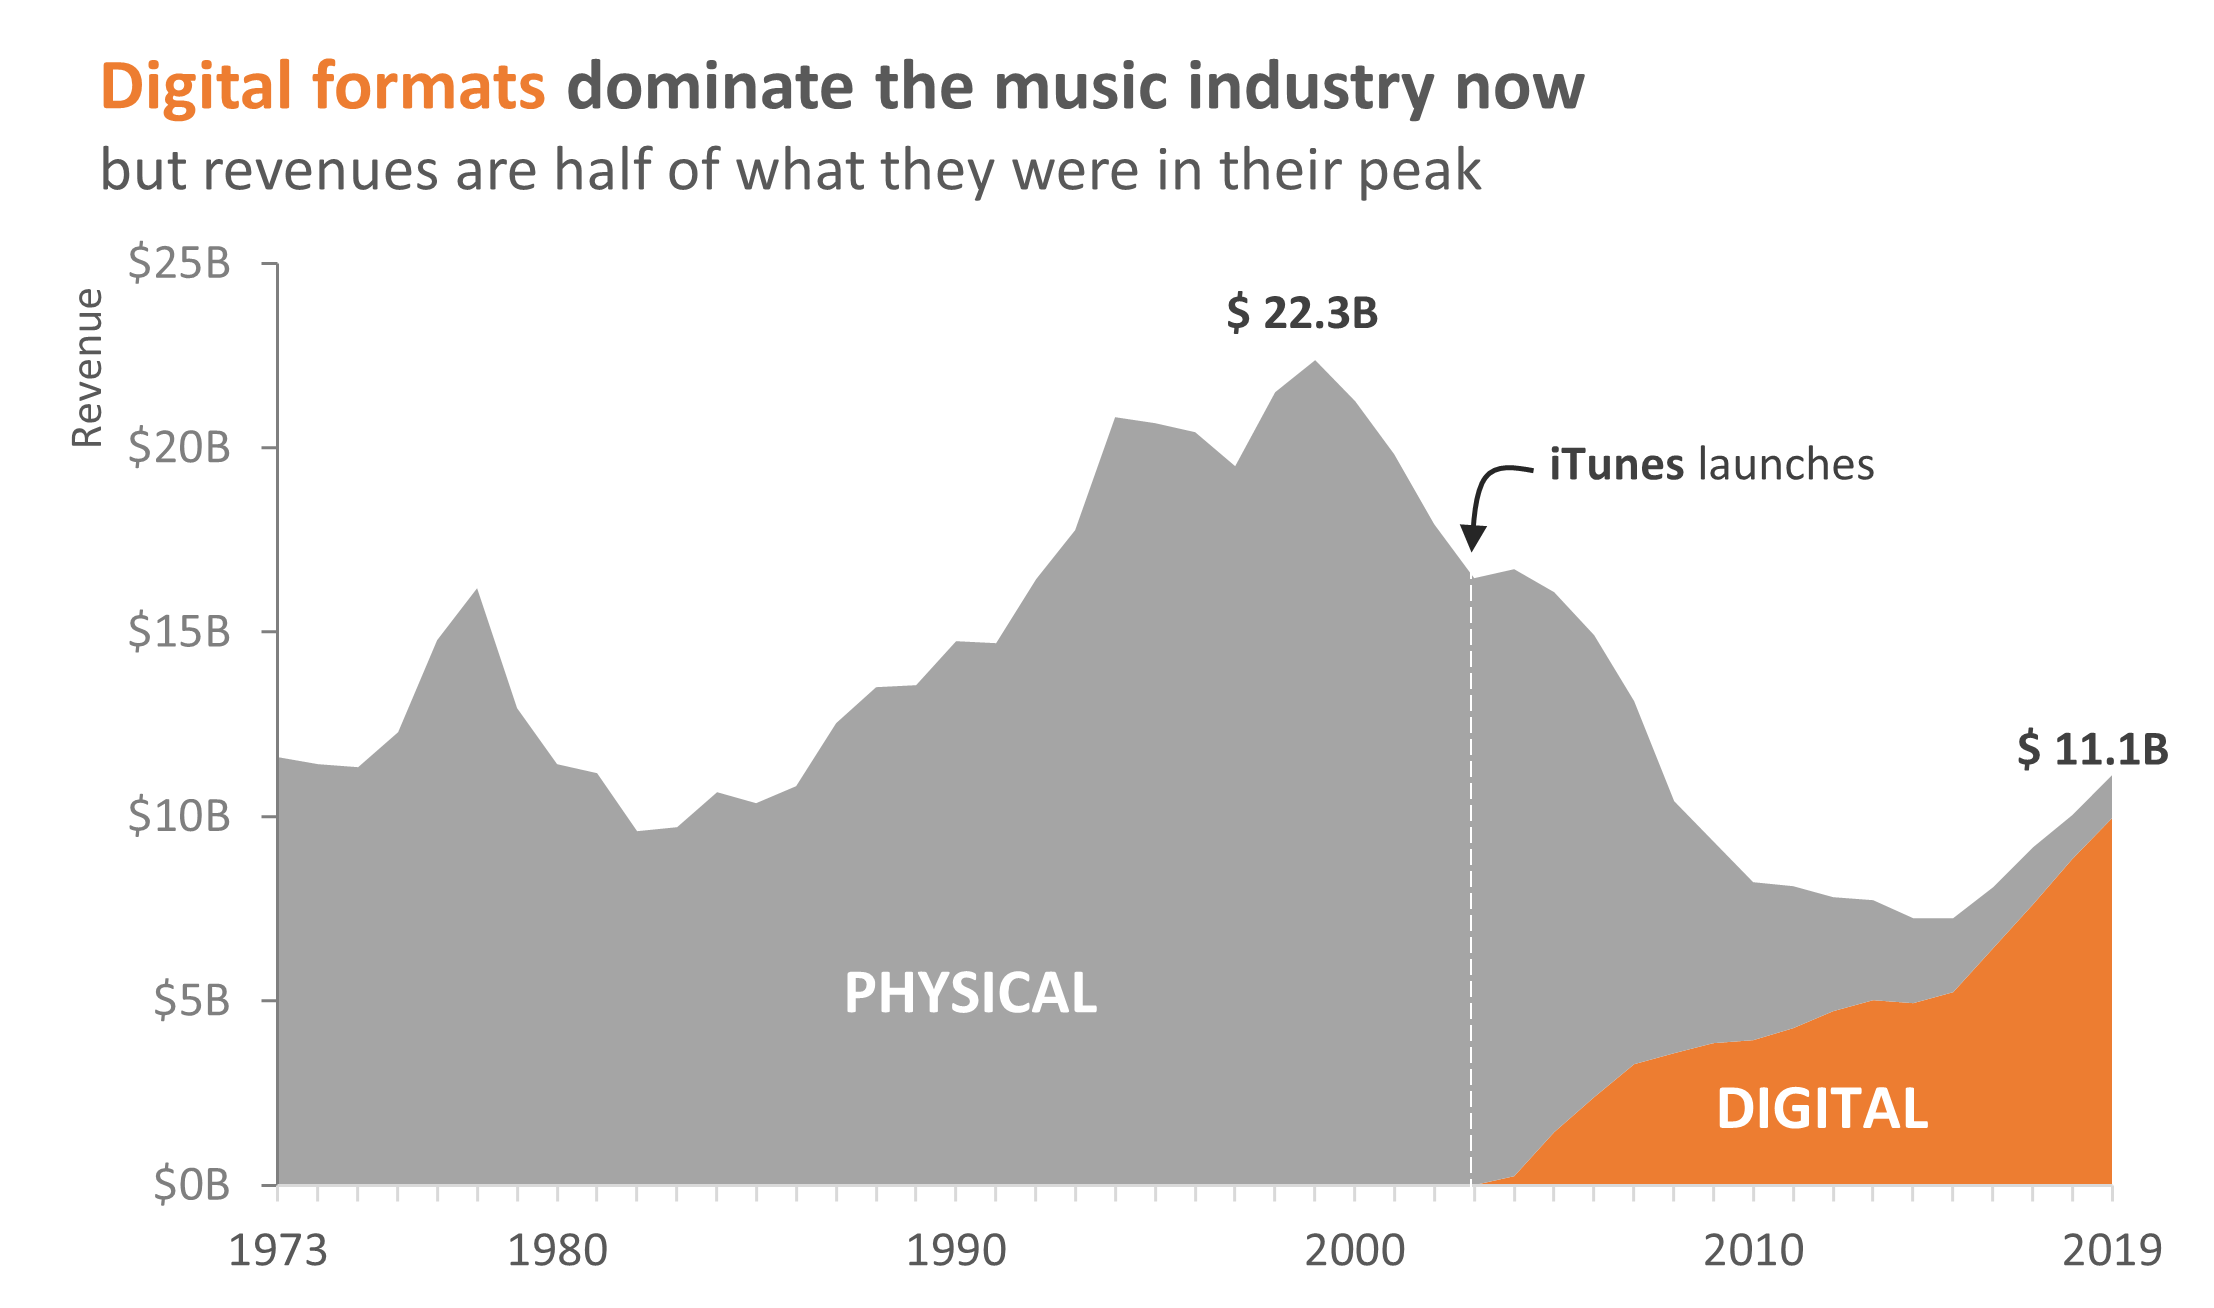 Digital formats dominate the music industry now
but revenues are half of what they were in their peak
Revenue
$25B
$20B
$15B
$10B
$5B
$0B
$ 22.3B
iTunes launches
$ 11.1B
PHYSICAL
DIGITAL
1973 1980 1990 2000 2010 2019